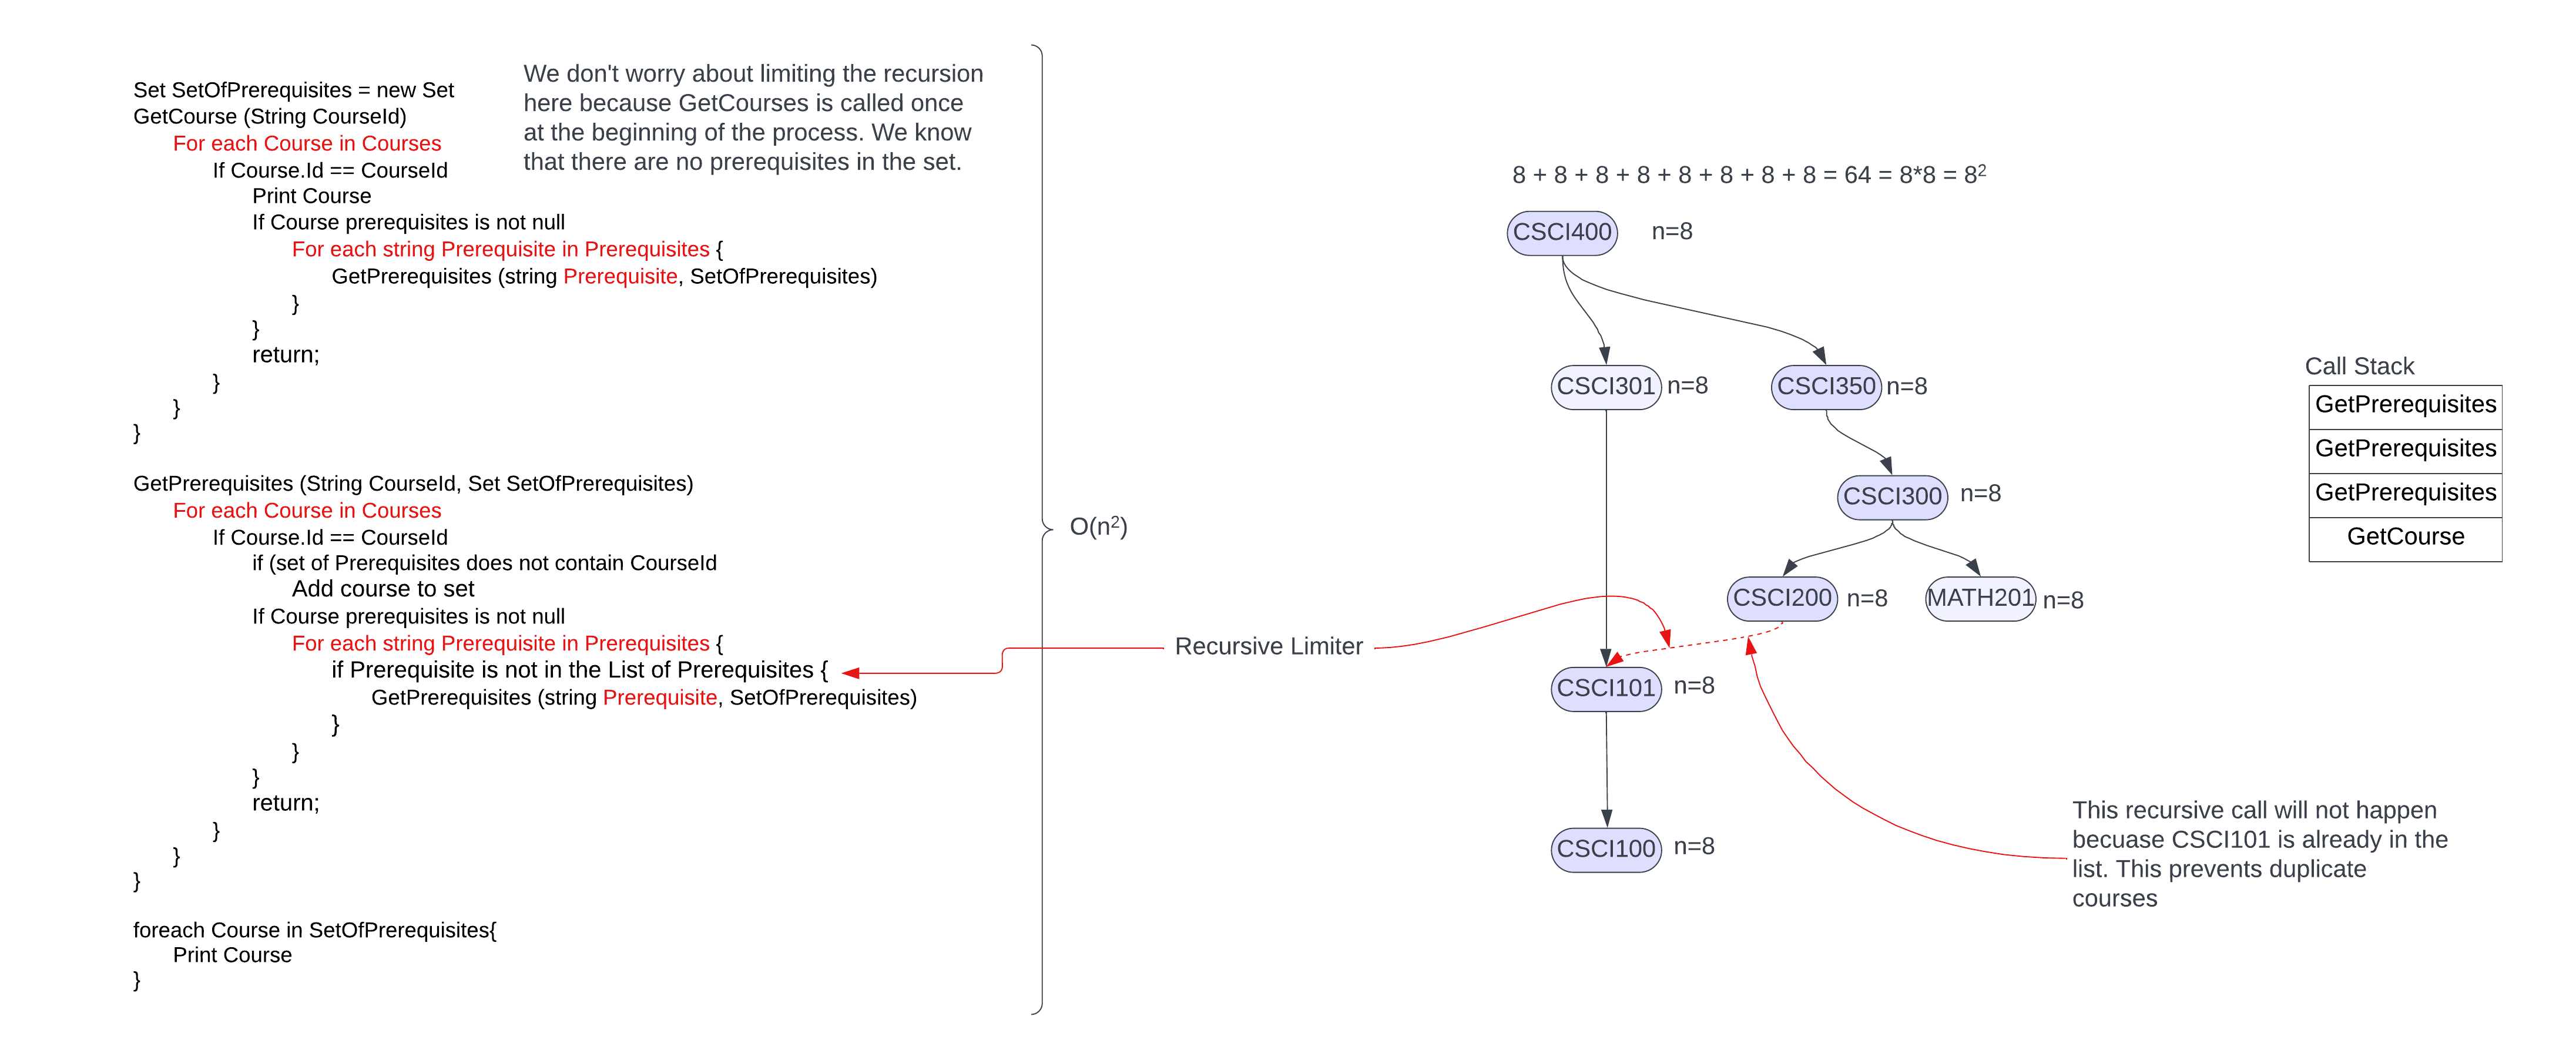 Set SetOfPrerequisites = new Set
GetCourse (String CourseId)
For each Course in Courses
If Course.Id == CourseId
Print Course
If Course prerequisites is not null
For each string Prerequisite in Prerequisites {
GetPrerequisites (string Prerequisite, SetOfPrerequisites)
}
}
return;
}
}
}
We don't worry about limiting the recursion
here because GetCourses is called once
at the beginning of the process. We know
that there are no prerequisites in the set.
GetPrerequisites (String CourseId, Set SetOfPrerequisites)
For each Course in Courses
If Course.Id == CourseId
if (set of Prerequisites does not contain CourseId
Add course to set
If Course prerequisites is not null
For each string Prerequisite in Prerequisites {
if Prerequisite is not in the List of Prerequisites {
GetPrerequisites (string Prerequisite, SetOfPrerequisites)
}
}
}
return;
}
}
}
foreach Course in SetOfPrerequisites{
Print Course
}
O(n²)
Recursive Limiter
8 + 8 + 8 + 8 + 8 + 8 + 8 + 8 = 64 = 8*8 = 8²
CSCI400 n=8
CSCI301 n=8
CSCI350 n=8
CSCI300 n=8
CSCI200 n=8
MATH201 n=8
CSCI101 n=8
CSCI100 n=8
Call Stack
GetPrerequisites
GetPrerequisites
GetPrerequisites
GetCourse
This recursive call will not happen
becuase CSCI101 is already in the
list. This prevents duplicate
courses